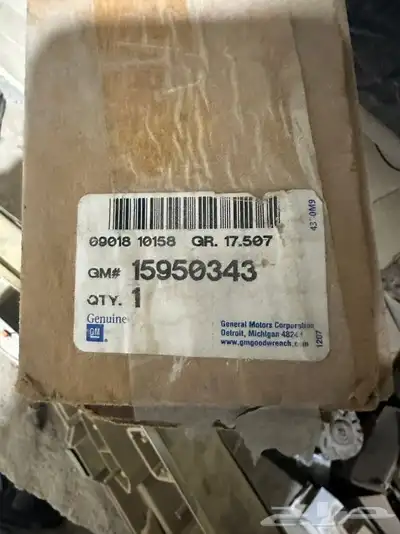 09018 10158 GR. 17.507
GM# 15950343
QTY. 1
Genuine
GM
General Motors Corporation
Detroit, Michigan
www.gmgoodwrench.com
1207
حراج